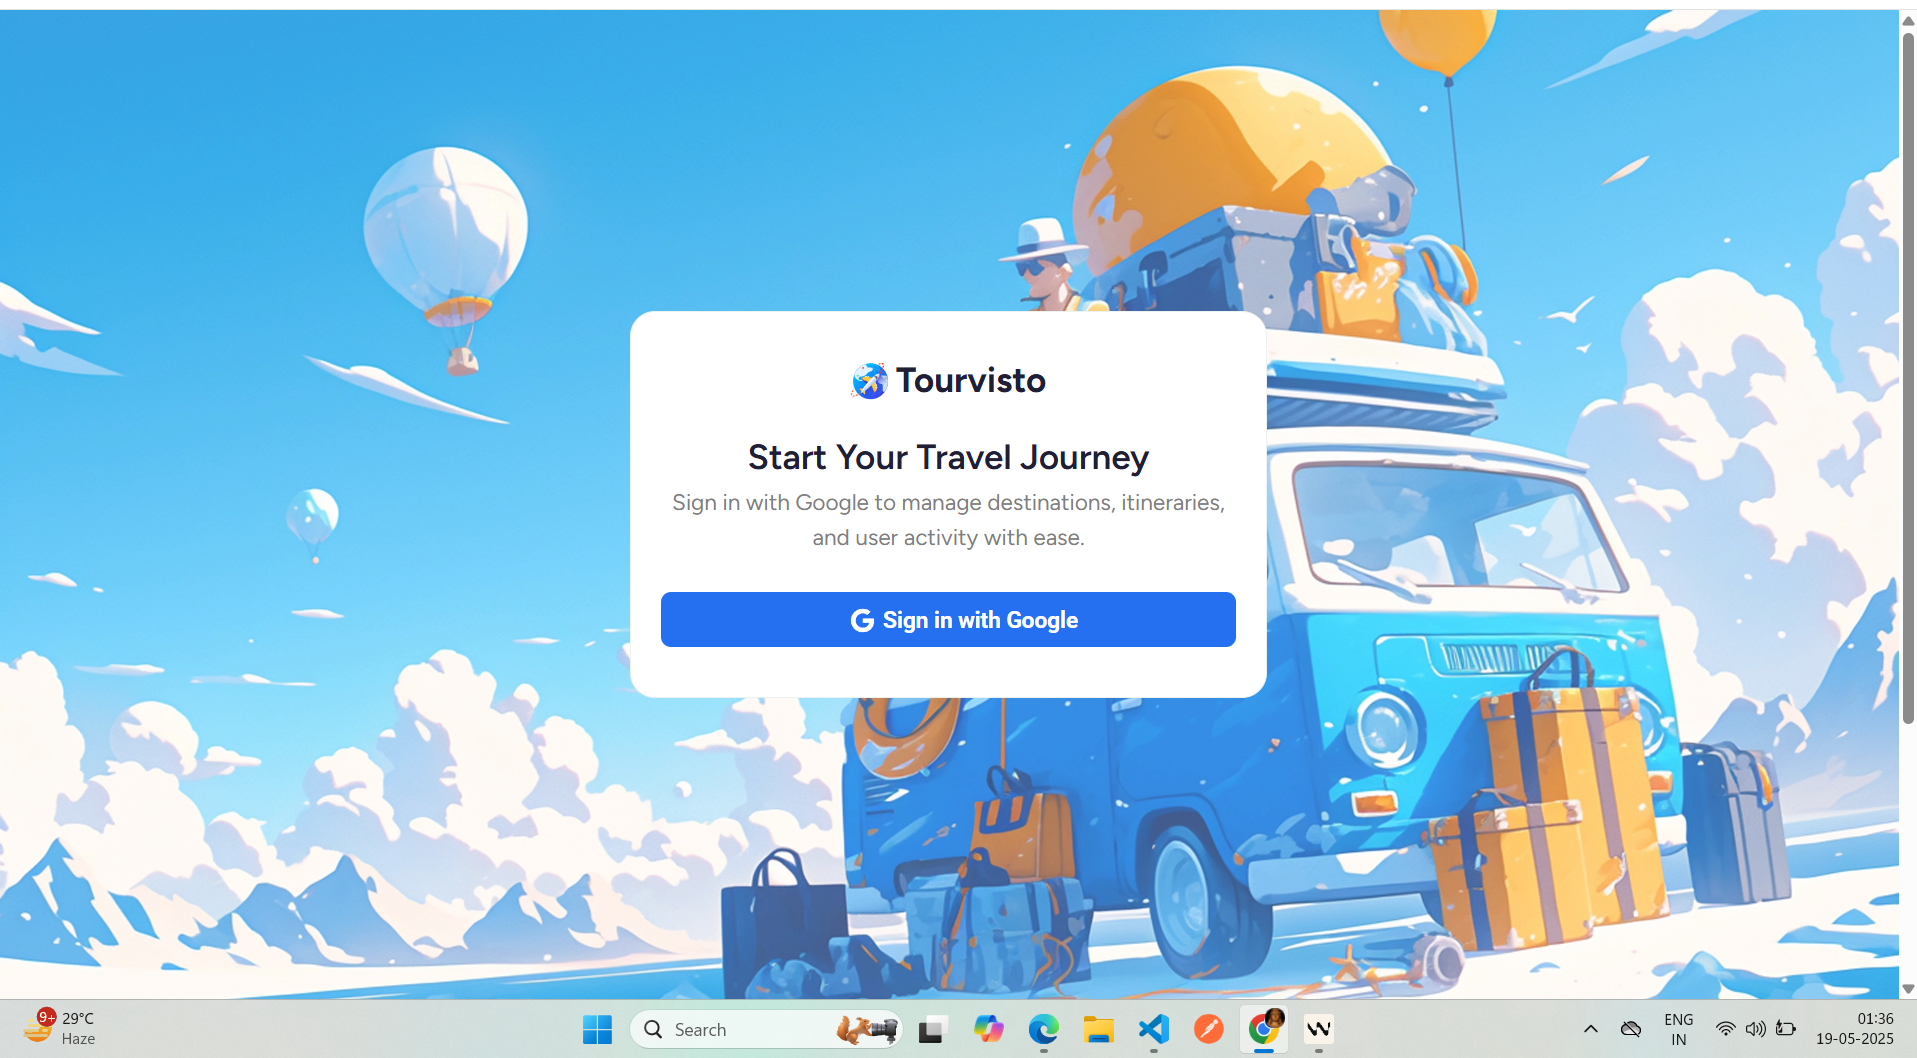 Tourvisto
Start Your Travel Journey
Sign in with Google to manage destinations, itineraries,
and user activity with ease.
Sign in with Google
9+
29°C
Haze
Search
ENG
IN
01:36
19-05-2025